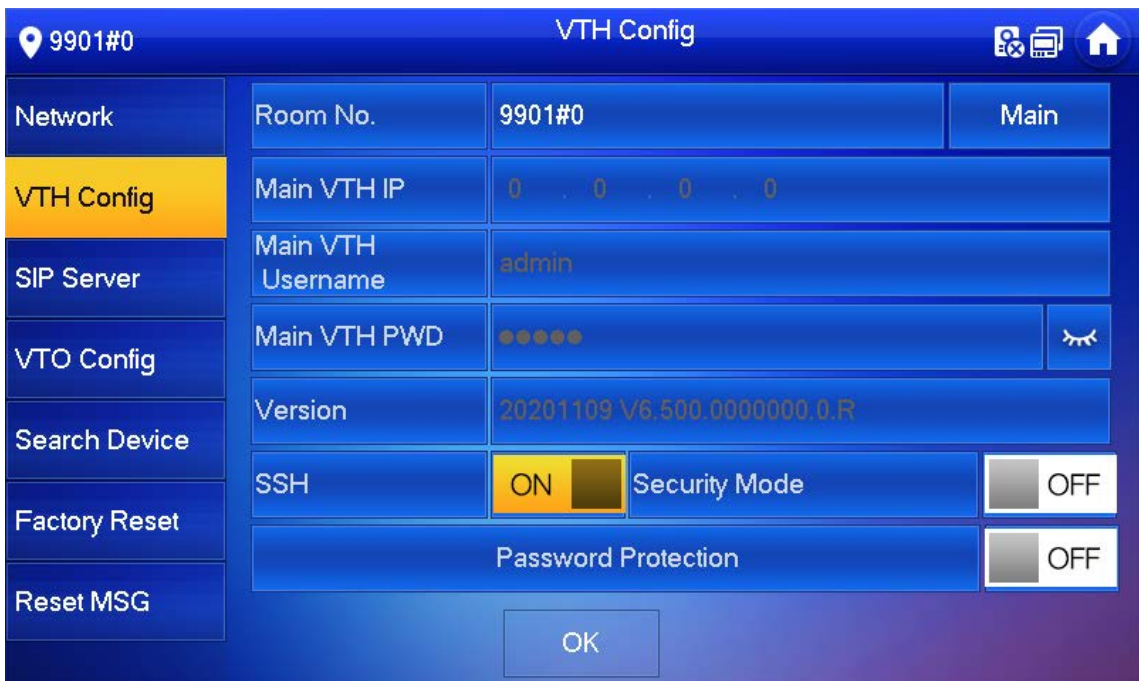 9901#0
VTH Config
Network
VTH Config
SIP Server
VTO Config
Search Device
Factory Reset
Reset MSG
Room No.
9901#0
Main
Main VTH IP
0 . 0 . 0 . 0
Main VTH
Username
admin
Main VTH PWD
Version
20201109 V6.500.0000000.0.R
SSH
ON
Security Mode
OFF
Password Protection
OFF
OK